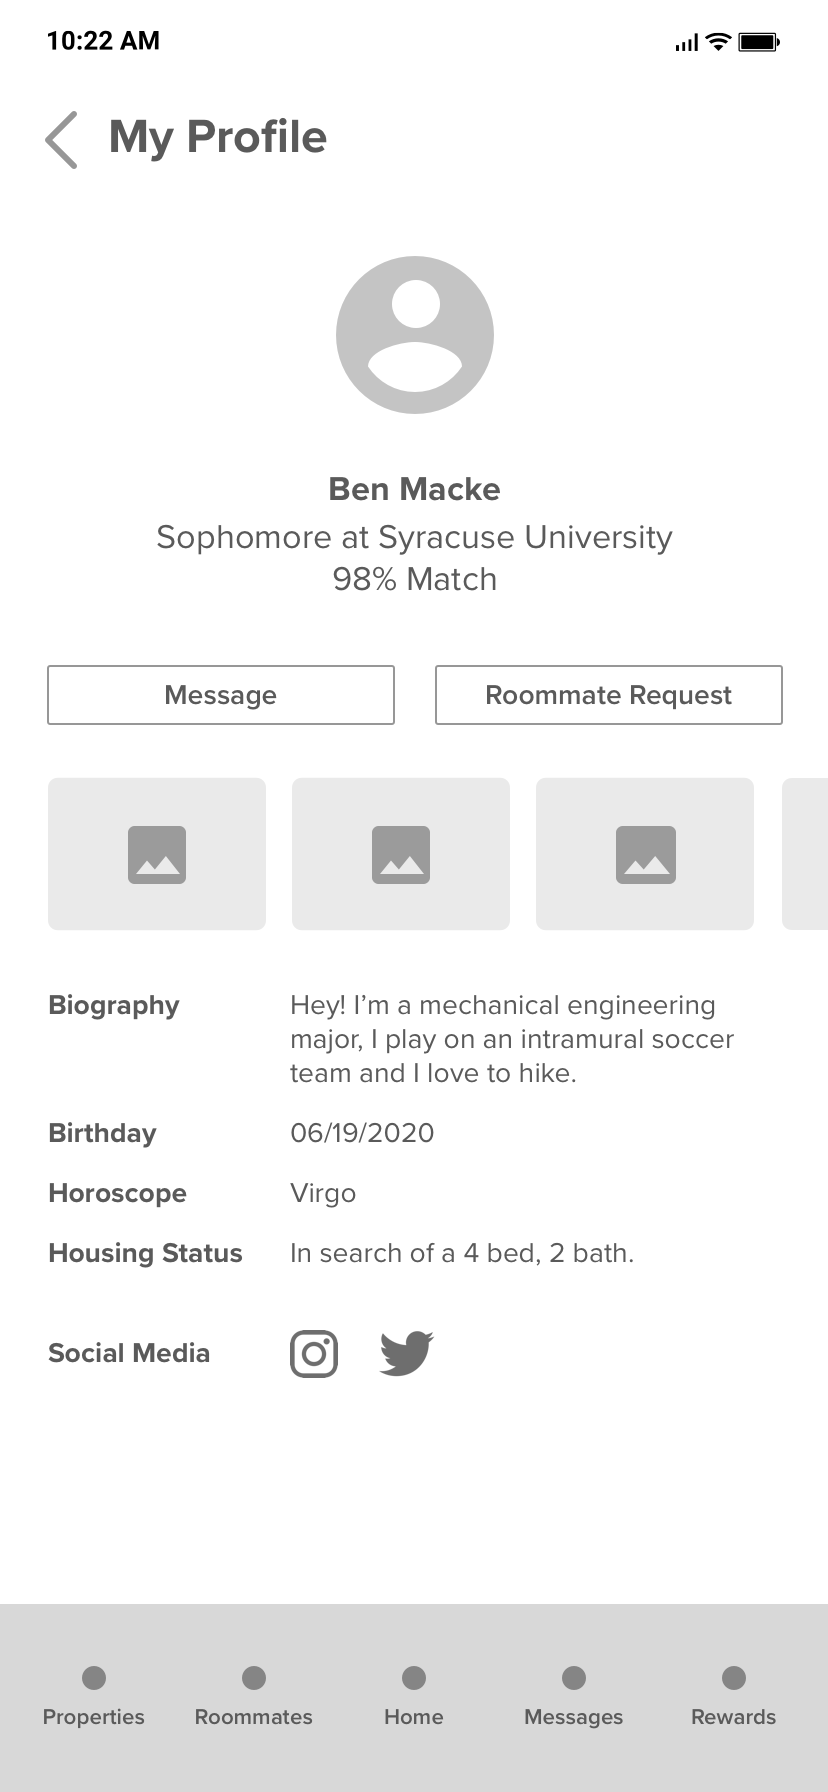 10:22 AM
My Profile
Ben Macke
Sophomore at Syracuse University
98% Match
Message
Roommate Request
Biography
Hey! I’m a mechanical engineering
major, I play on an intramural soccer
team and I love to hike.
Birthday
06/19/2020
Horoscope
Virgo
Housing Status
In search of a 4 bed, 2 bath.
Social Media
Properties
Roommates
Home
Messages
Rewards